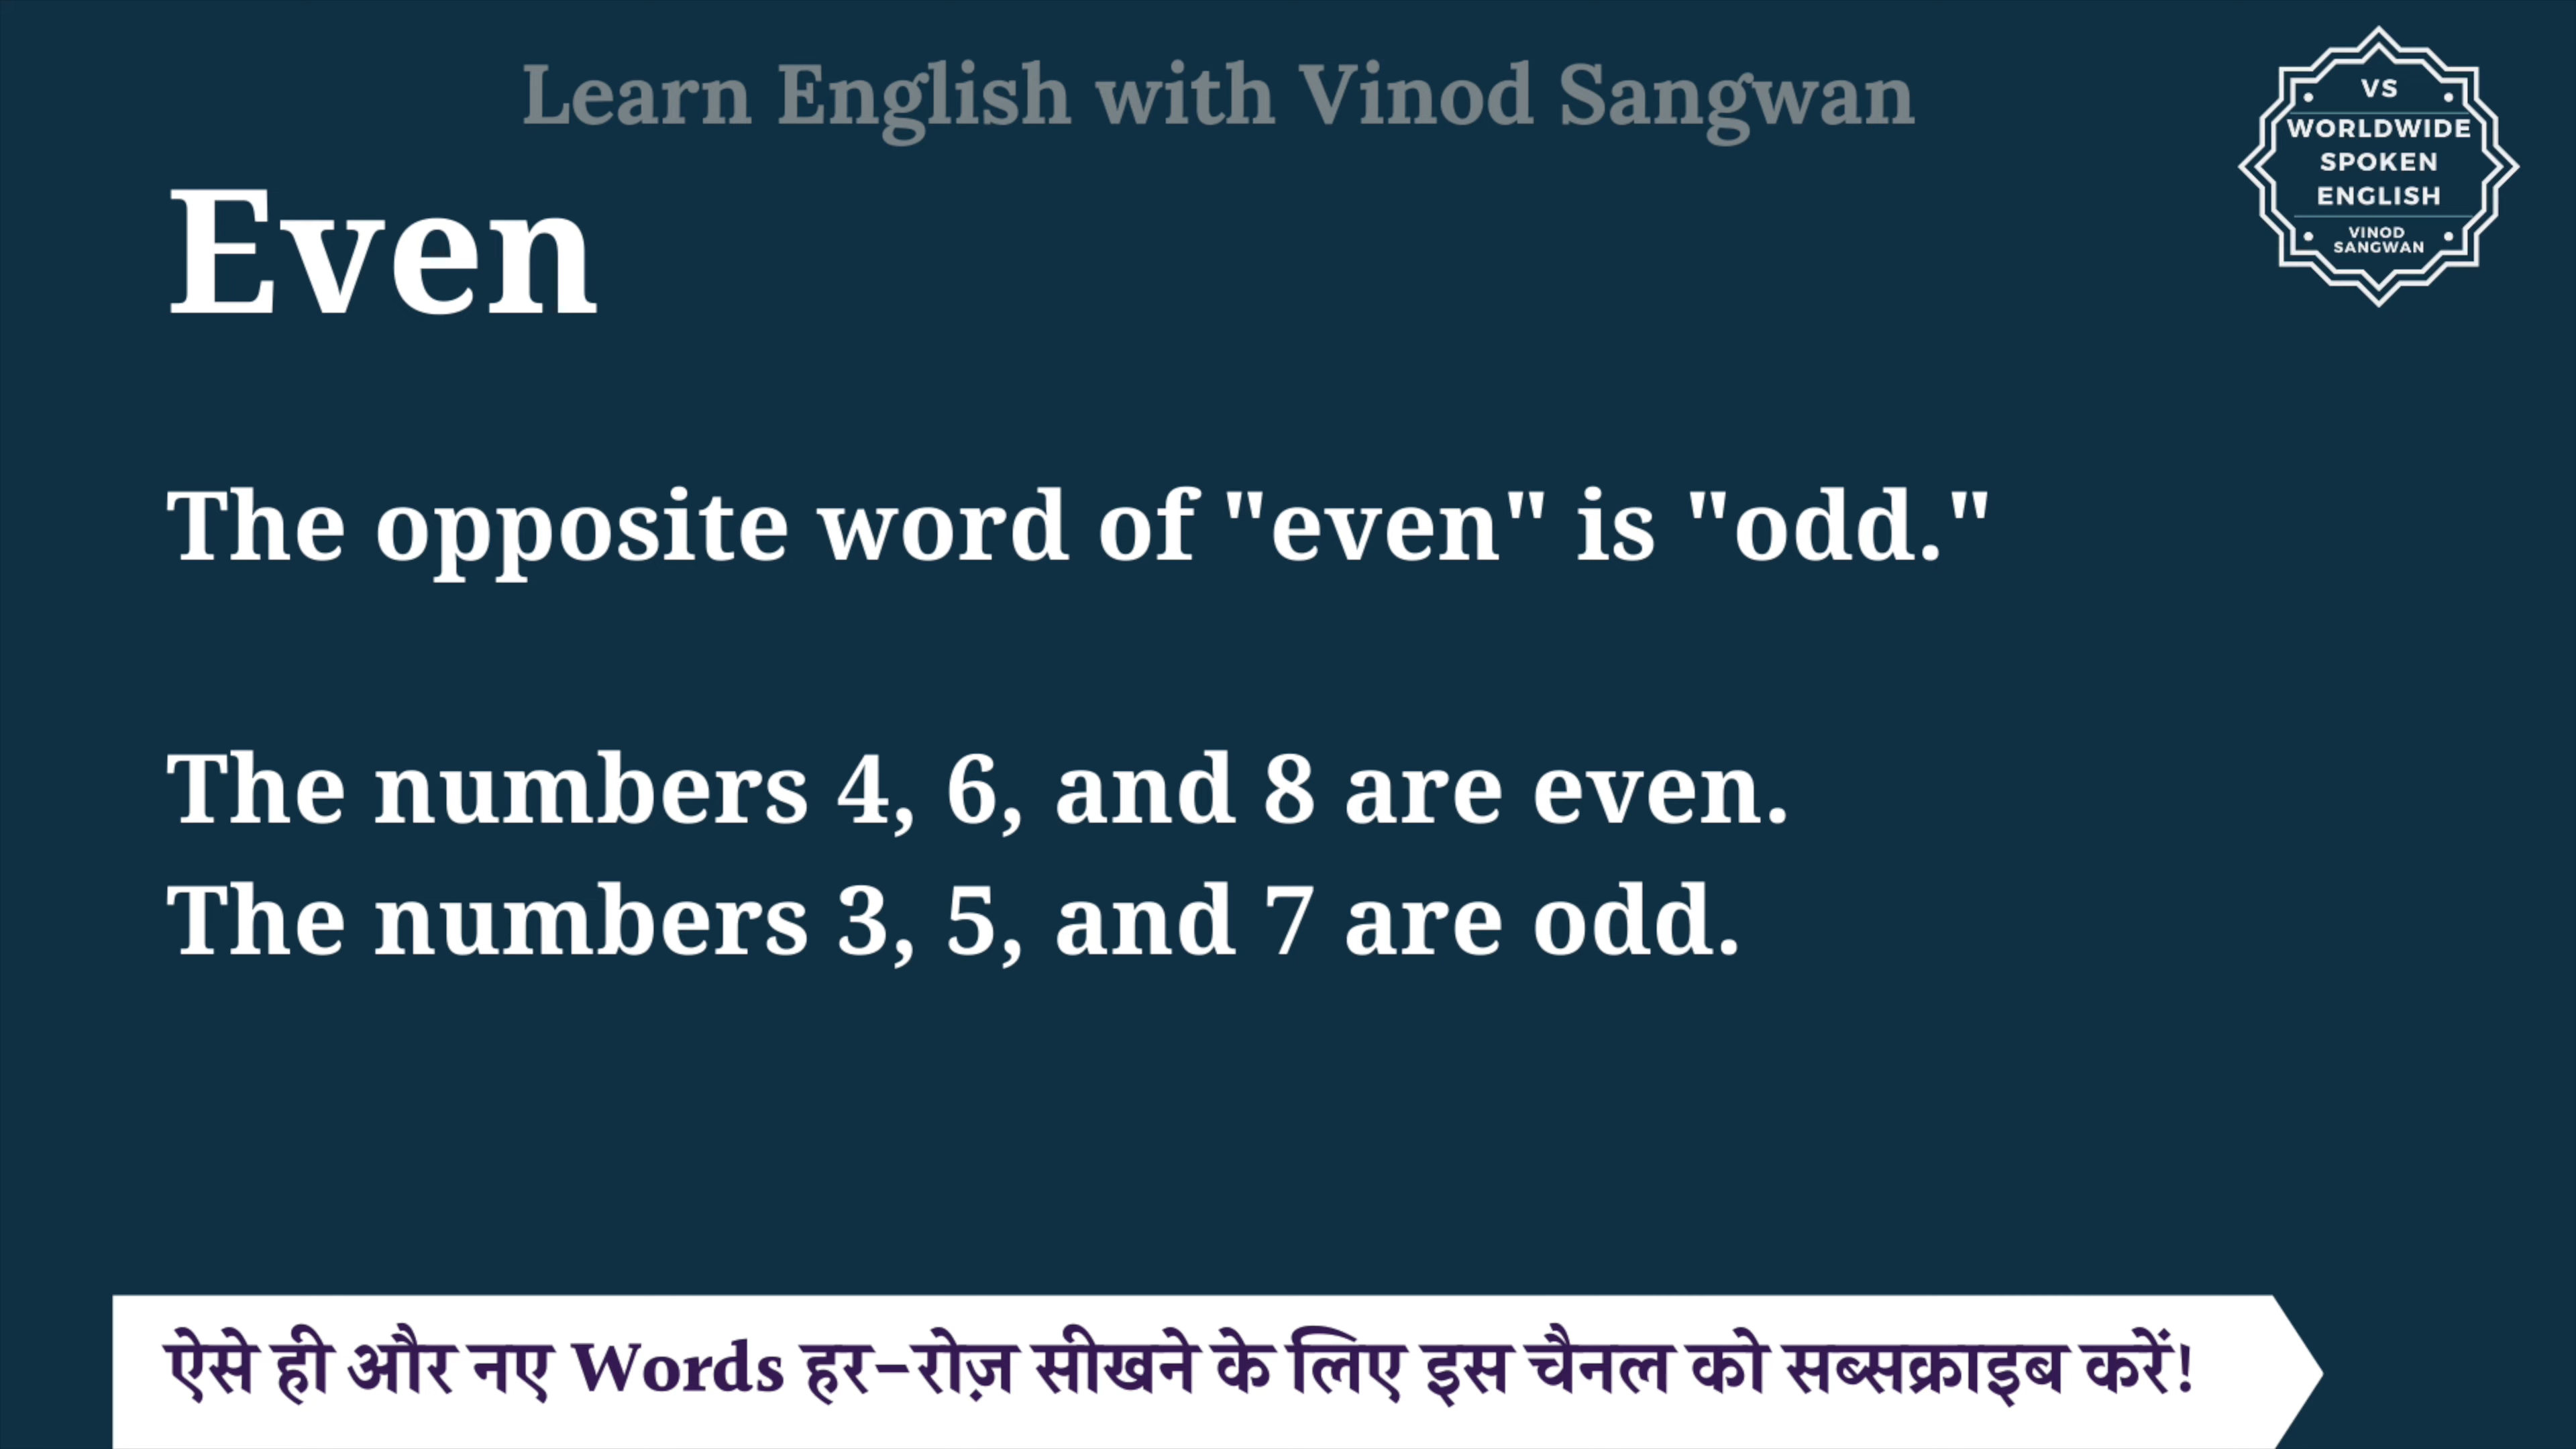 Learn English with Vinod Sangwan
VS
WORLDWIDE
SPOKEN
ENGLISH
VINOD
SANGWAN
Even
The opposite word of "even" is "odd."
The numbers 4, 6, and 8 are even.
The numbers 3, 5, and 7 are odd.
ऐसे ही और नए Words हर-रोज़ सीखने के लिए इस चैनल को सब्सक्राइब करें!